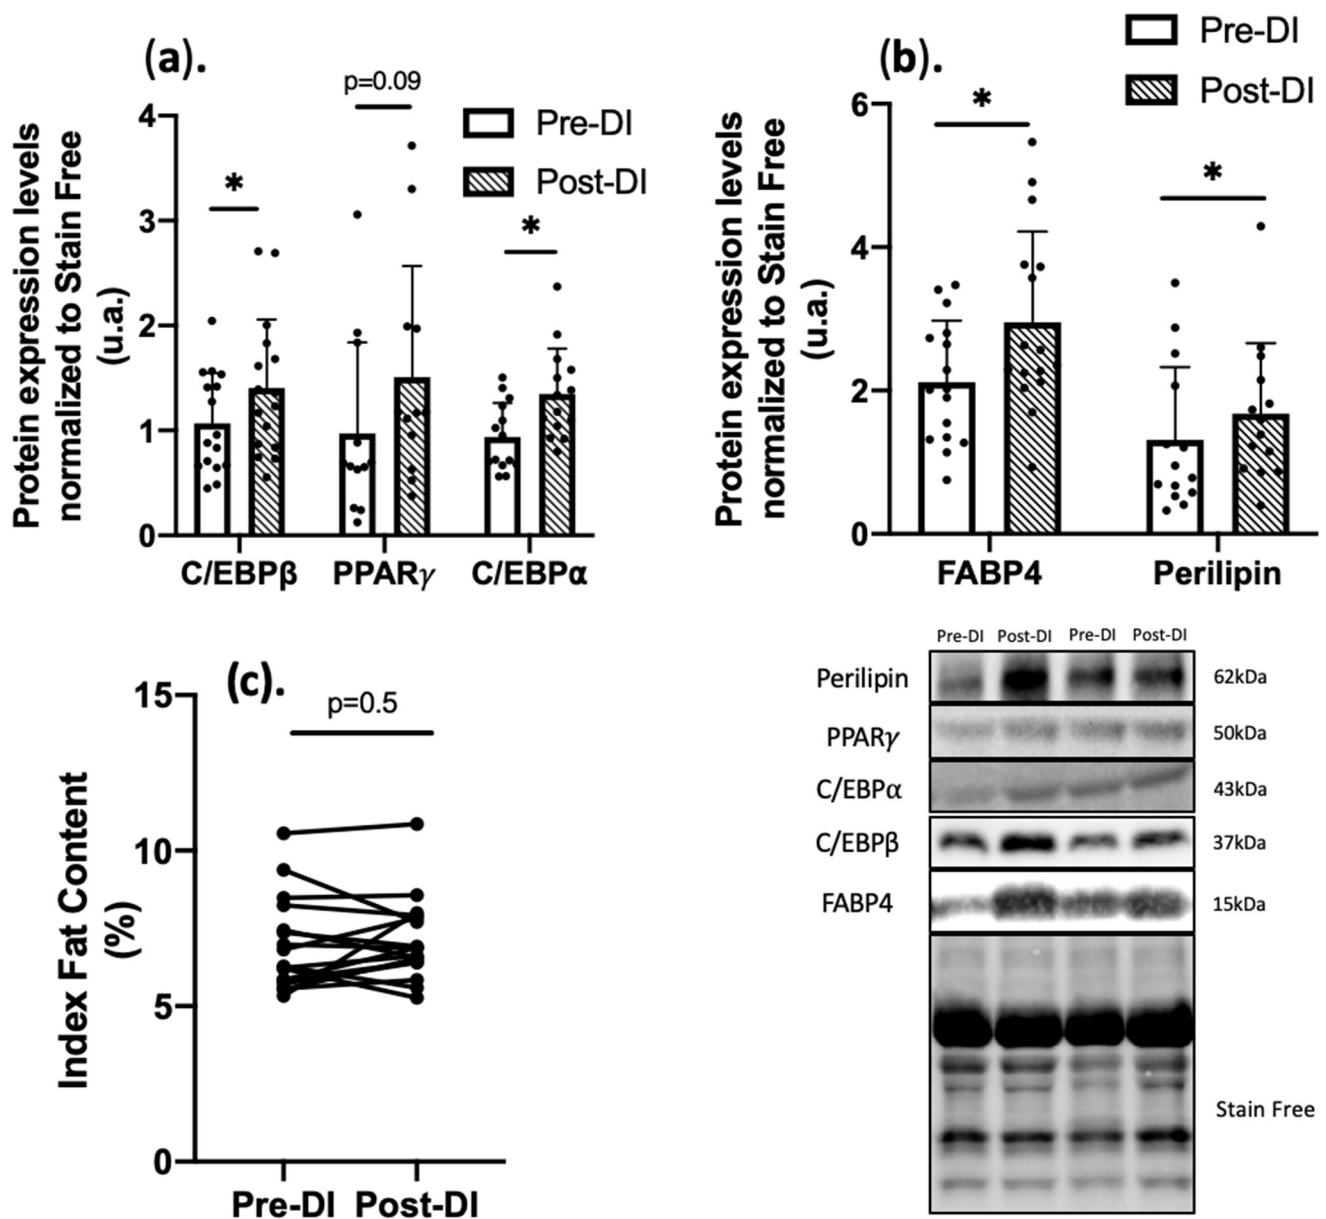 (a).
p=0.09
Pre-DI
Post-DI
*
*
Protein expression levels
normalized to Stain Free
(u.a.)
4
3
2
1
0
C/EBPβ
PPARγ
C/EBPα
(b).
Pre-DI
Post-DI
*
*
Protein expression levels
normalized to Stain Free
(u.a.)
6
4
2
0
FABP4
Perilipin
(c).
p=0.5
Index Fat Content
(%)
15
10
5
0
Pre-DI
Post-DI
Pre-DI Post-DI Pre-DI Post-DI
Perilipin 62kDa
PPARγ 50kDa
C/EBPα 43kDa
C/EBPβ 37kDa
FABP4 15kDa
Stain Free